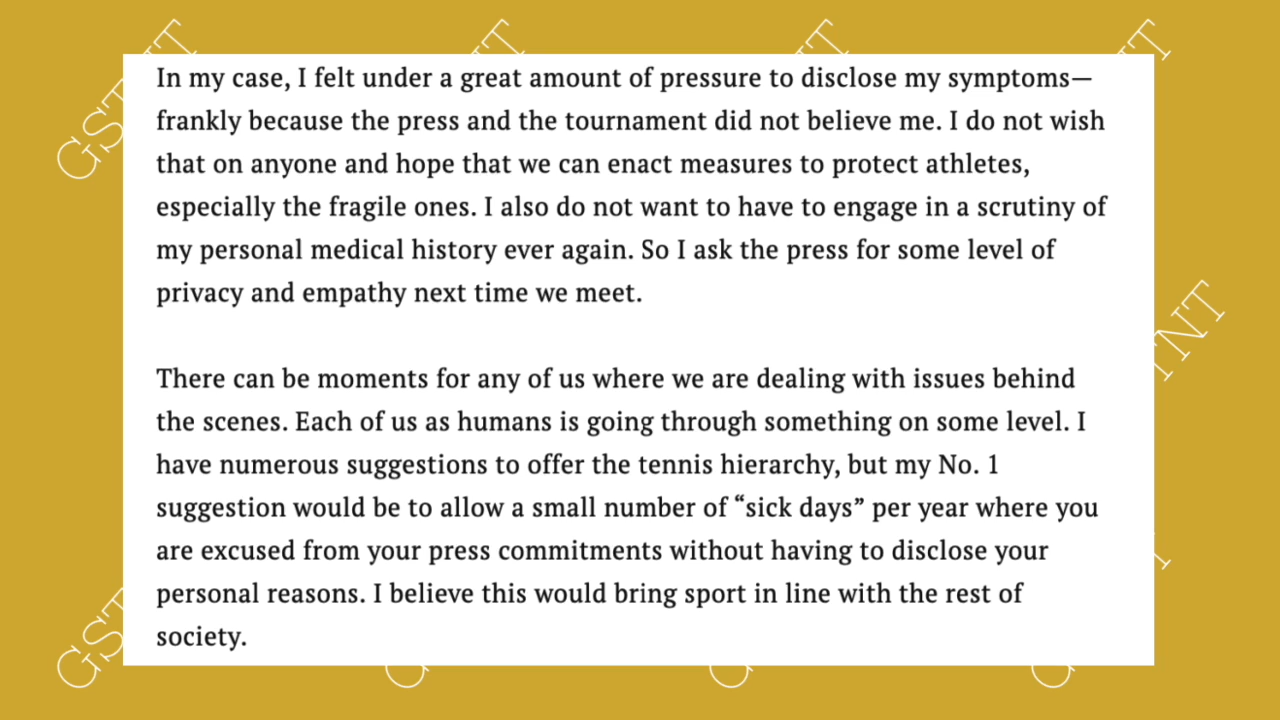 In my case, I felt under a great amount of pressure to disclose my symptoms—
frankly because the press and the tournament did not believe me. I do not wish
that on anyone and hope that we can enact measures to protect athletes,
especially the fragile ones. I also do not want to have to engage in a scrutiny of
my personal medical history ever again. So I ask the press for some level of
privacy and empathy next time we meet.
There can be moments for any of us where we are dealing with issues behind
the scenes. Each of us as humans is going through something on some level. I
have numerous suggestions to offer the tennis hierarchy, but my No. 1
suggestion would be to allow a small number of “sick days” per year where you
are excused from your press commitments without having to disclose your
personal reasons. I believe this would bring sport in line with the rest of
society.